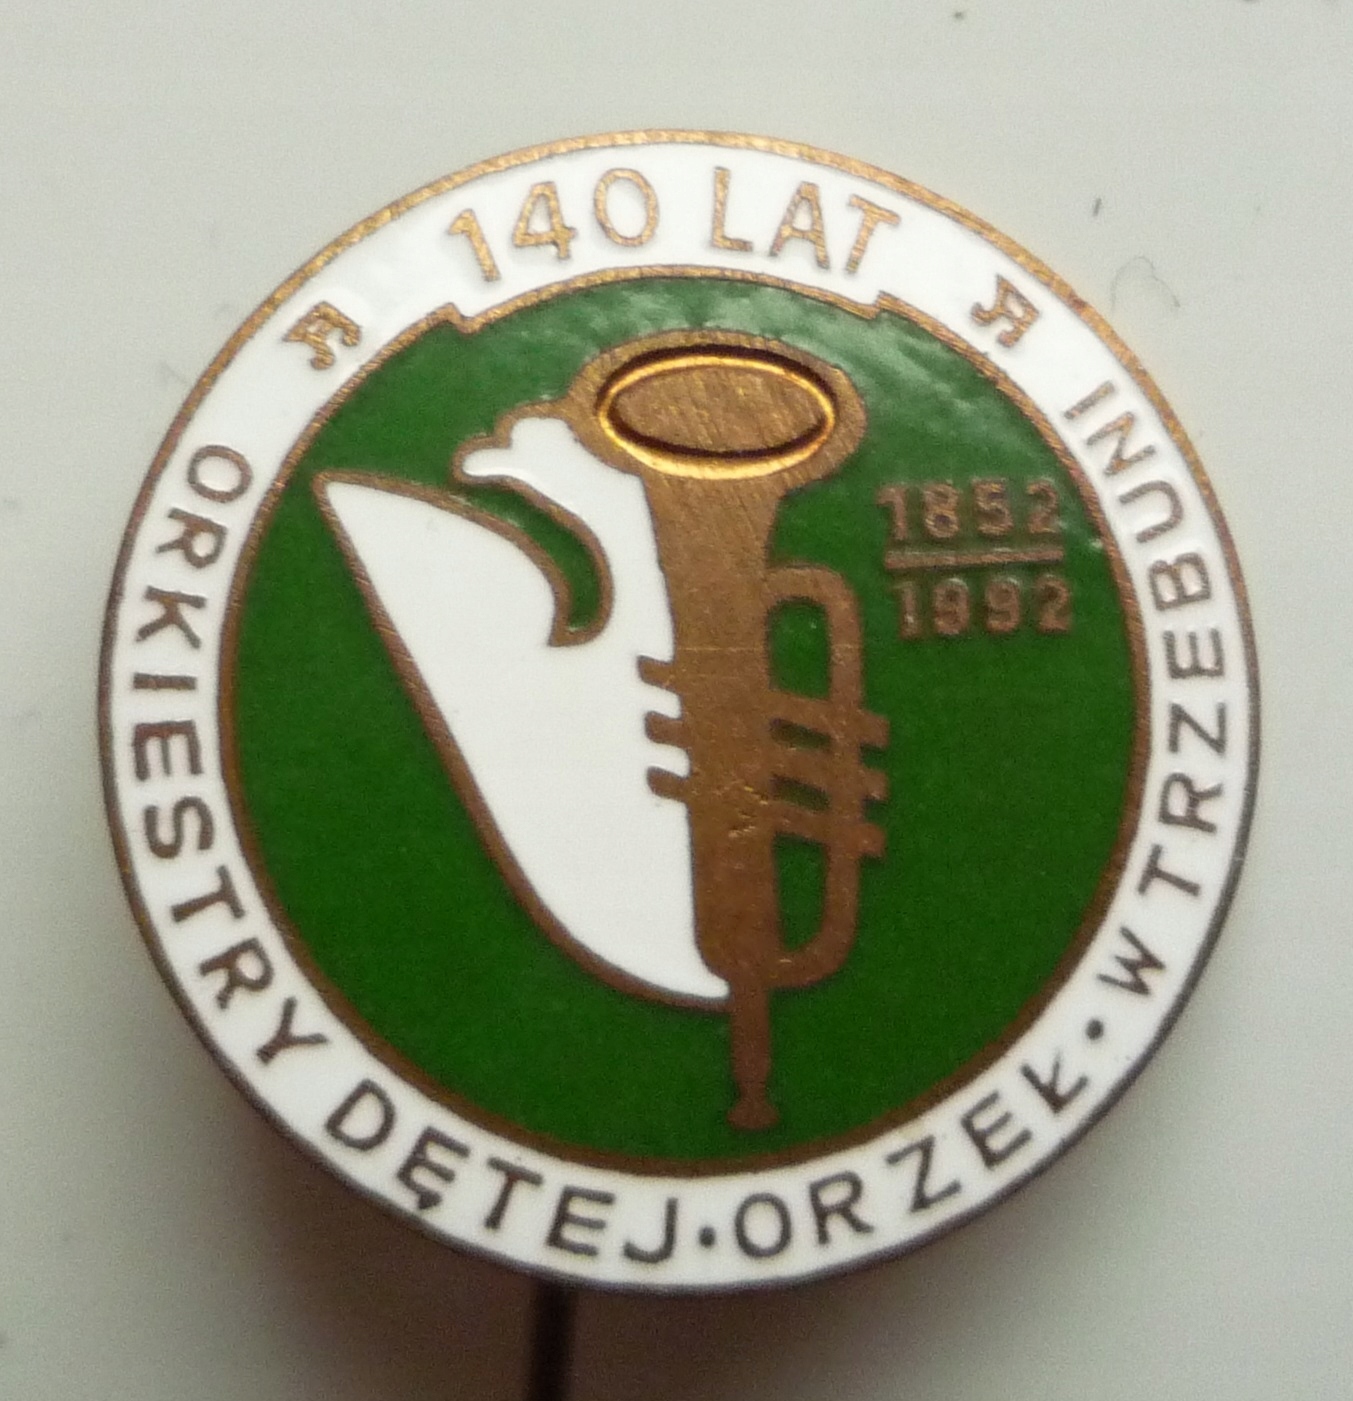 140 LAT
ORKIESTRY DĘTEJ · ORZEŁ · W TRZEBUNI
1852
1992